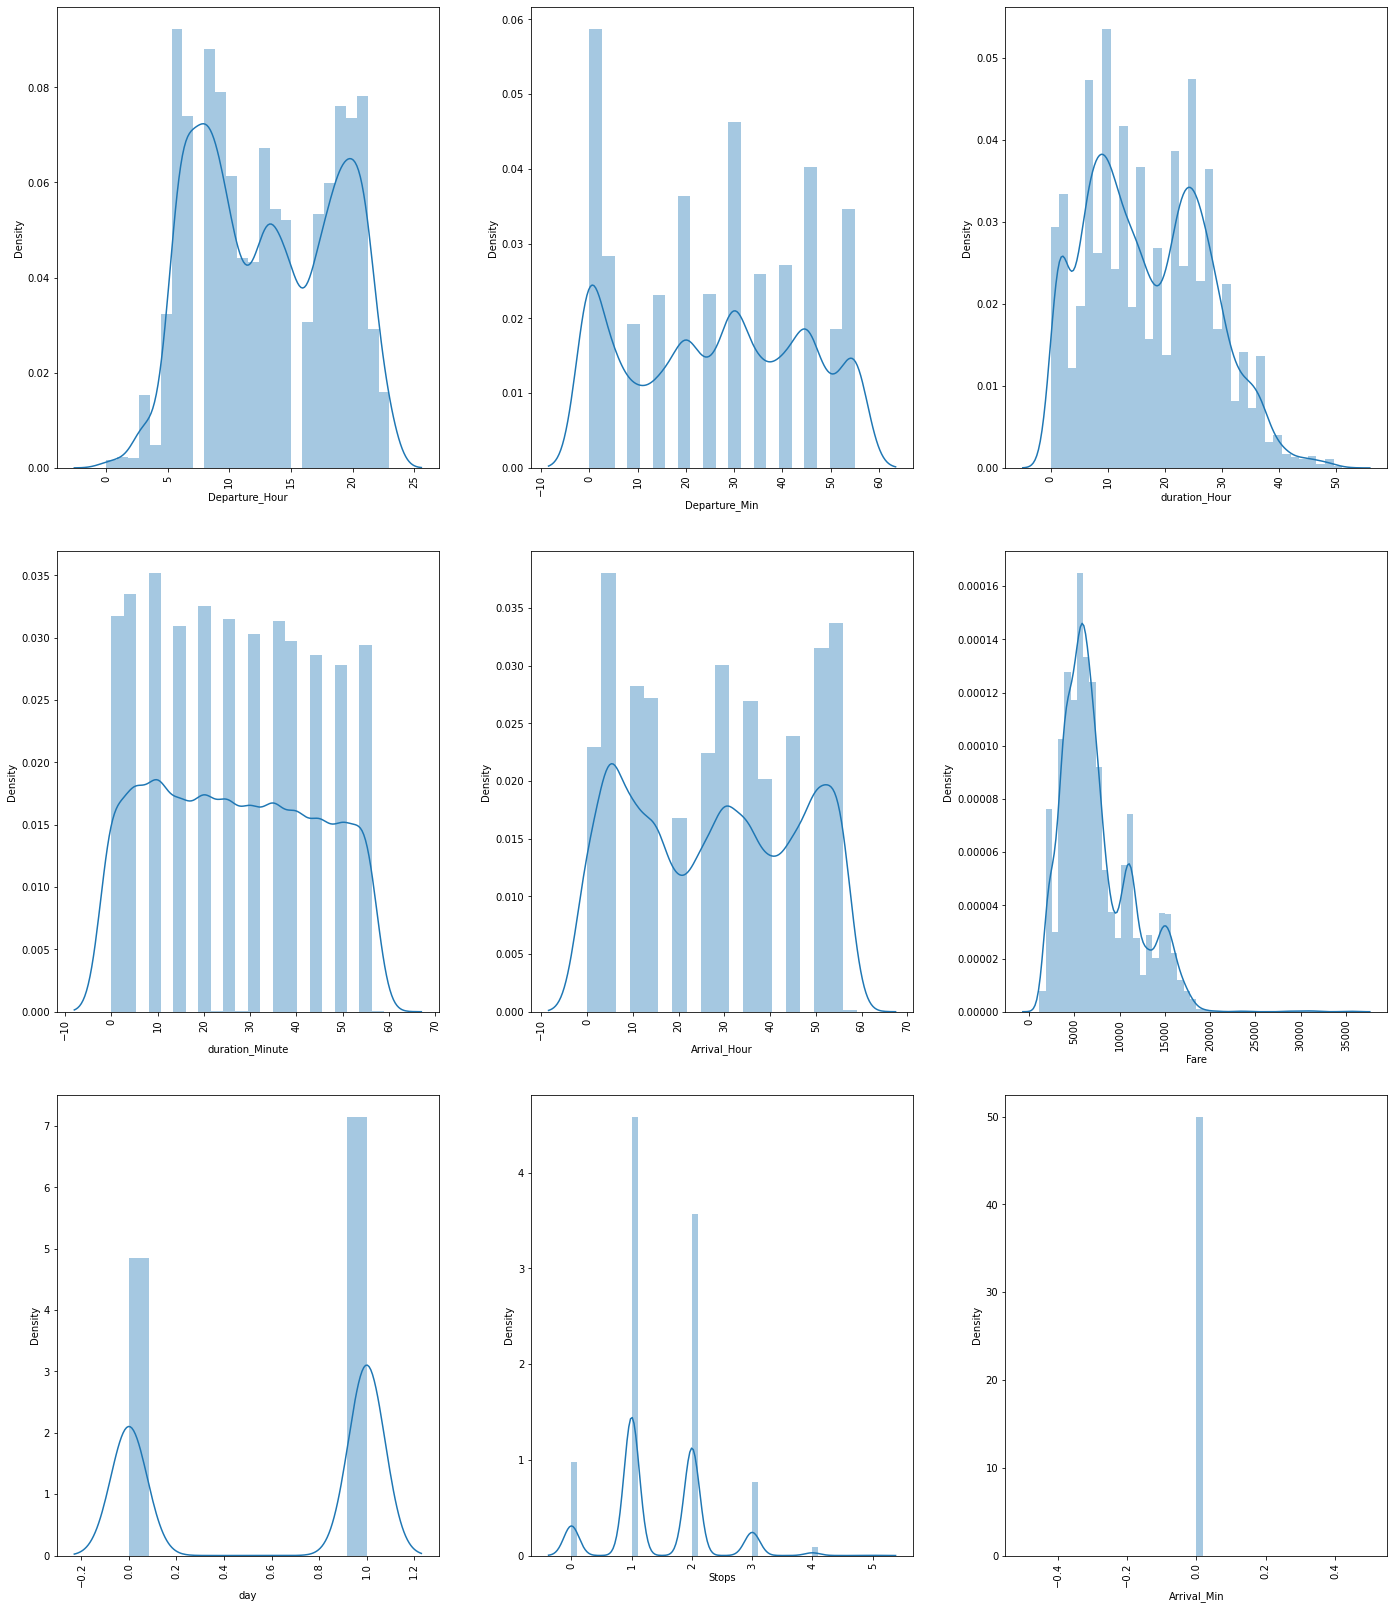 0.08
0.06
0.04
0.02
0.00
Density
0 5 10 15 20 25
Departure_Hour
0.06
0.05
0.04
0.03
0.02
0.01
0.00
Density
−10 0 10 20 30 40 50 60
Departure_Min
0.05
0.04
0.03
0.02
0.01
0.00
Density
0 10 20 30 40 50
duration_Hour
0.035
0.030
0.025
0.020
0.015
0.010
0.005
0.000
Density
−10 0 10 20 30 40 50 60 70
duration_Minute
0.035
0.030
0.025
0.020
0.015
0.010
0.005
0.000
Density
−10 0 10 20 30 40 50 60 70
Arrival_Hour
0.00016
0.00014
0.00012
0.00010
0.00008
0.00006
0.00004
0.00002
0.00000
Density
0 5000 10000 15000 20000 25000 30000 35000
Fare
7
6
5
4
3
2
1
0
Density
−0.2 0.0 0.2 0.4 0.6 0.8 1.0 1.2
day
4
3
2
1
0
Density
0 1 2 3 4 5
Stops
50
40
30
20
10
0
Density
−0.4 −0.2 0.0 0.2 0.4
Arrival_Min